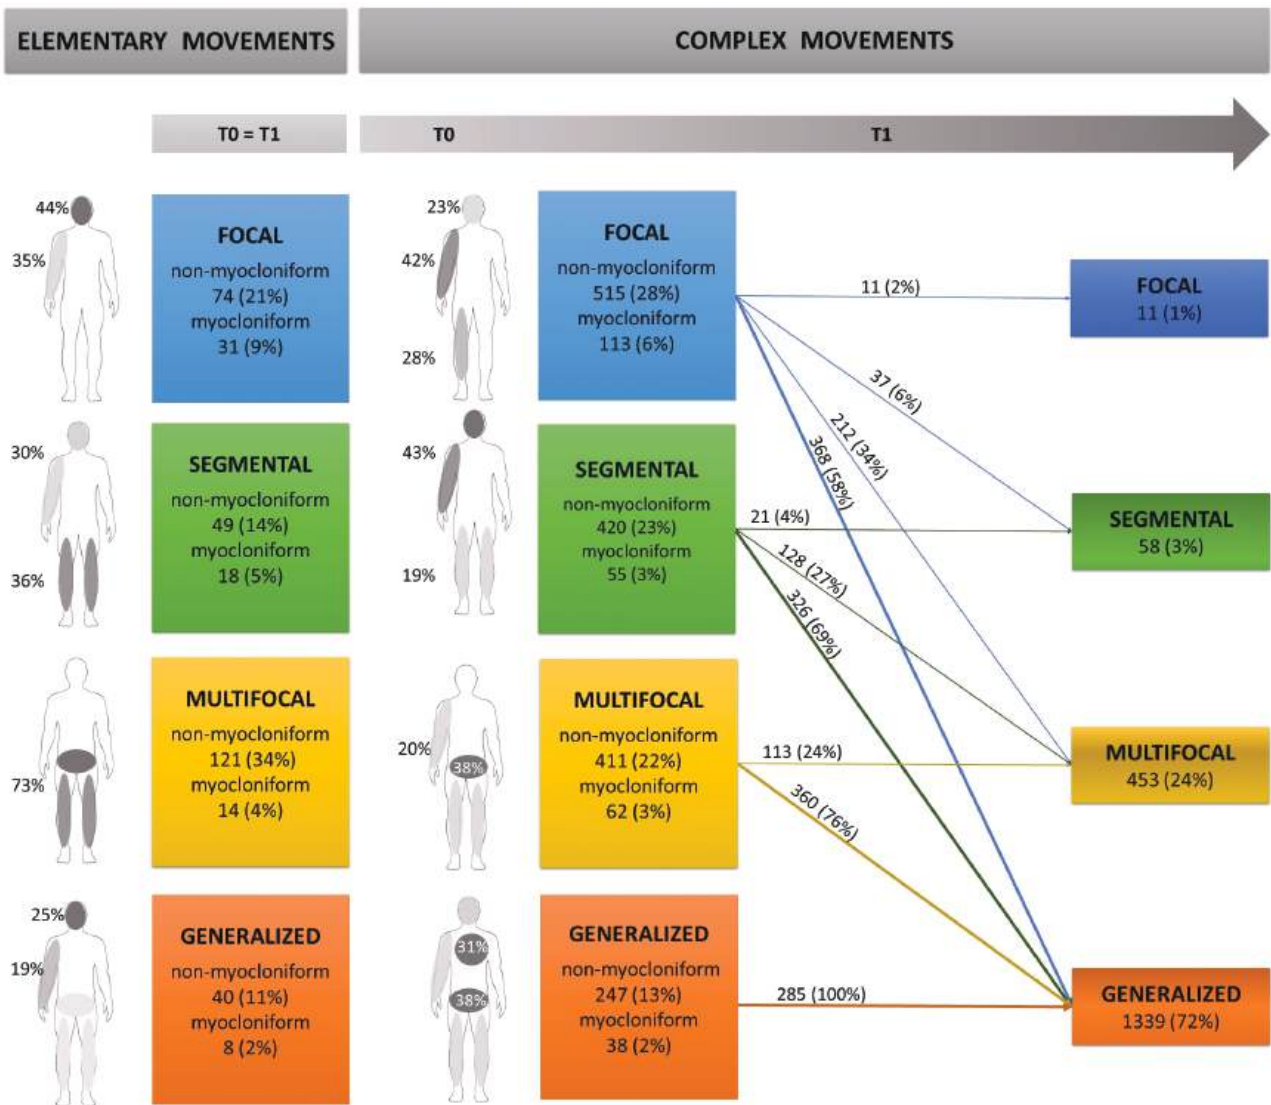 ELEMENTARY MOVEMENTS
COMPLEX MOVEMENTS
T0 = T1
T0
T1
44%
35%
FOCAL
non-myocloniform
74 (21%)
myocloniform
31 (9%)
23%
42%
28%
FOCAL
non-myocloniform
515 (28%)
myocloniform
113 (6%)
11 (2%)
37 (6%)
212 (34%)
368 (58%)
FOCAL
11 (1%)
30%
36%
SEGMENTAL
non-myocloniform
49 (14%)
myocloniform
18 (5%)
43%
19%
SEGMENTAL
non-myocloniform
420 (23%)
myocloniform
55 (3%)
21 (4%)
128 (27%)
326 (69%)
SEGMENTAL
58 (3%)
73%
MULTIFOCAL
non-myocloniform
121 (34%)
myocloniform
14 (4%)
20%
38%
MULTIFOCAL
non-myocloniform
411 (22%)
myocloniform
62 (3%)
113 (24%)
360 (76%)
MULTIFOCAL
453 (24%)
25%
19%
GENERALIZED
non-myocloniform
40 (11%)
myocloniform
8 (2%)
31%
38%
GENERALIZED
non-myocloniform
247 (13%)
myocloniform
38 (2%)
285 (100%)
GENERALIZED
1339 (72%)